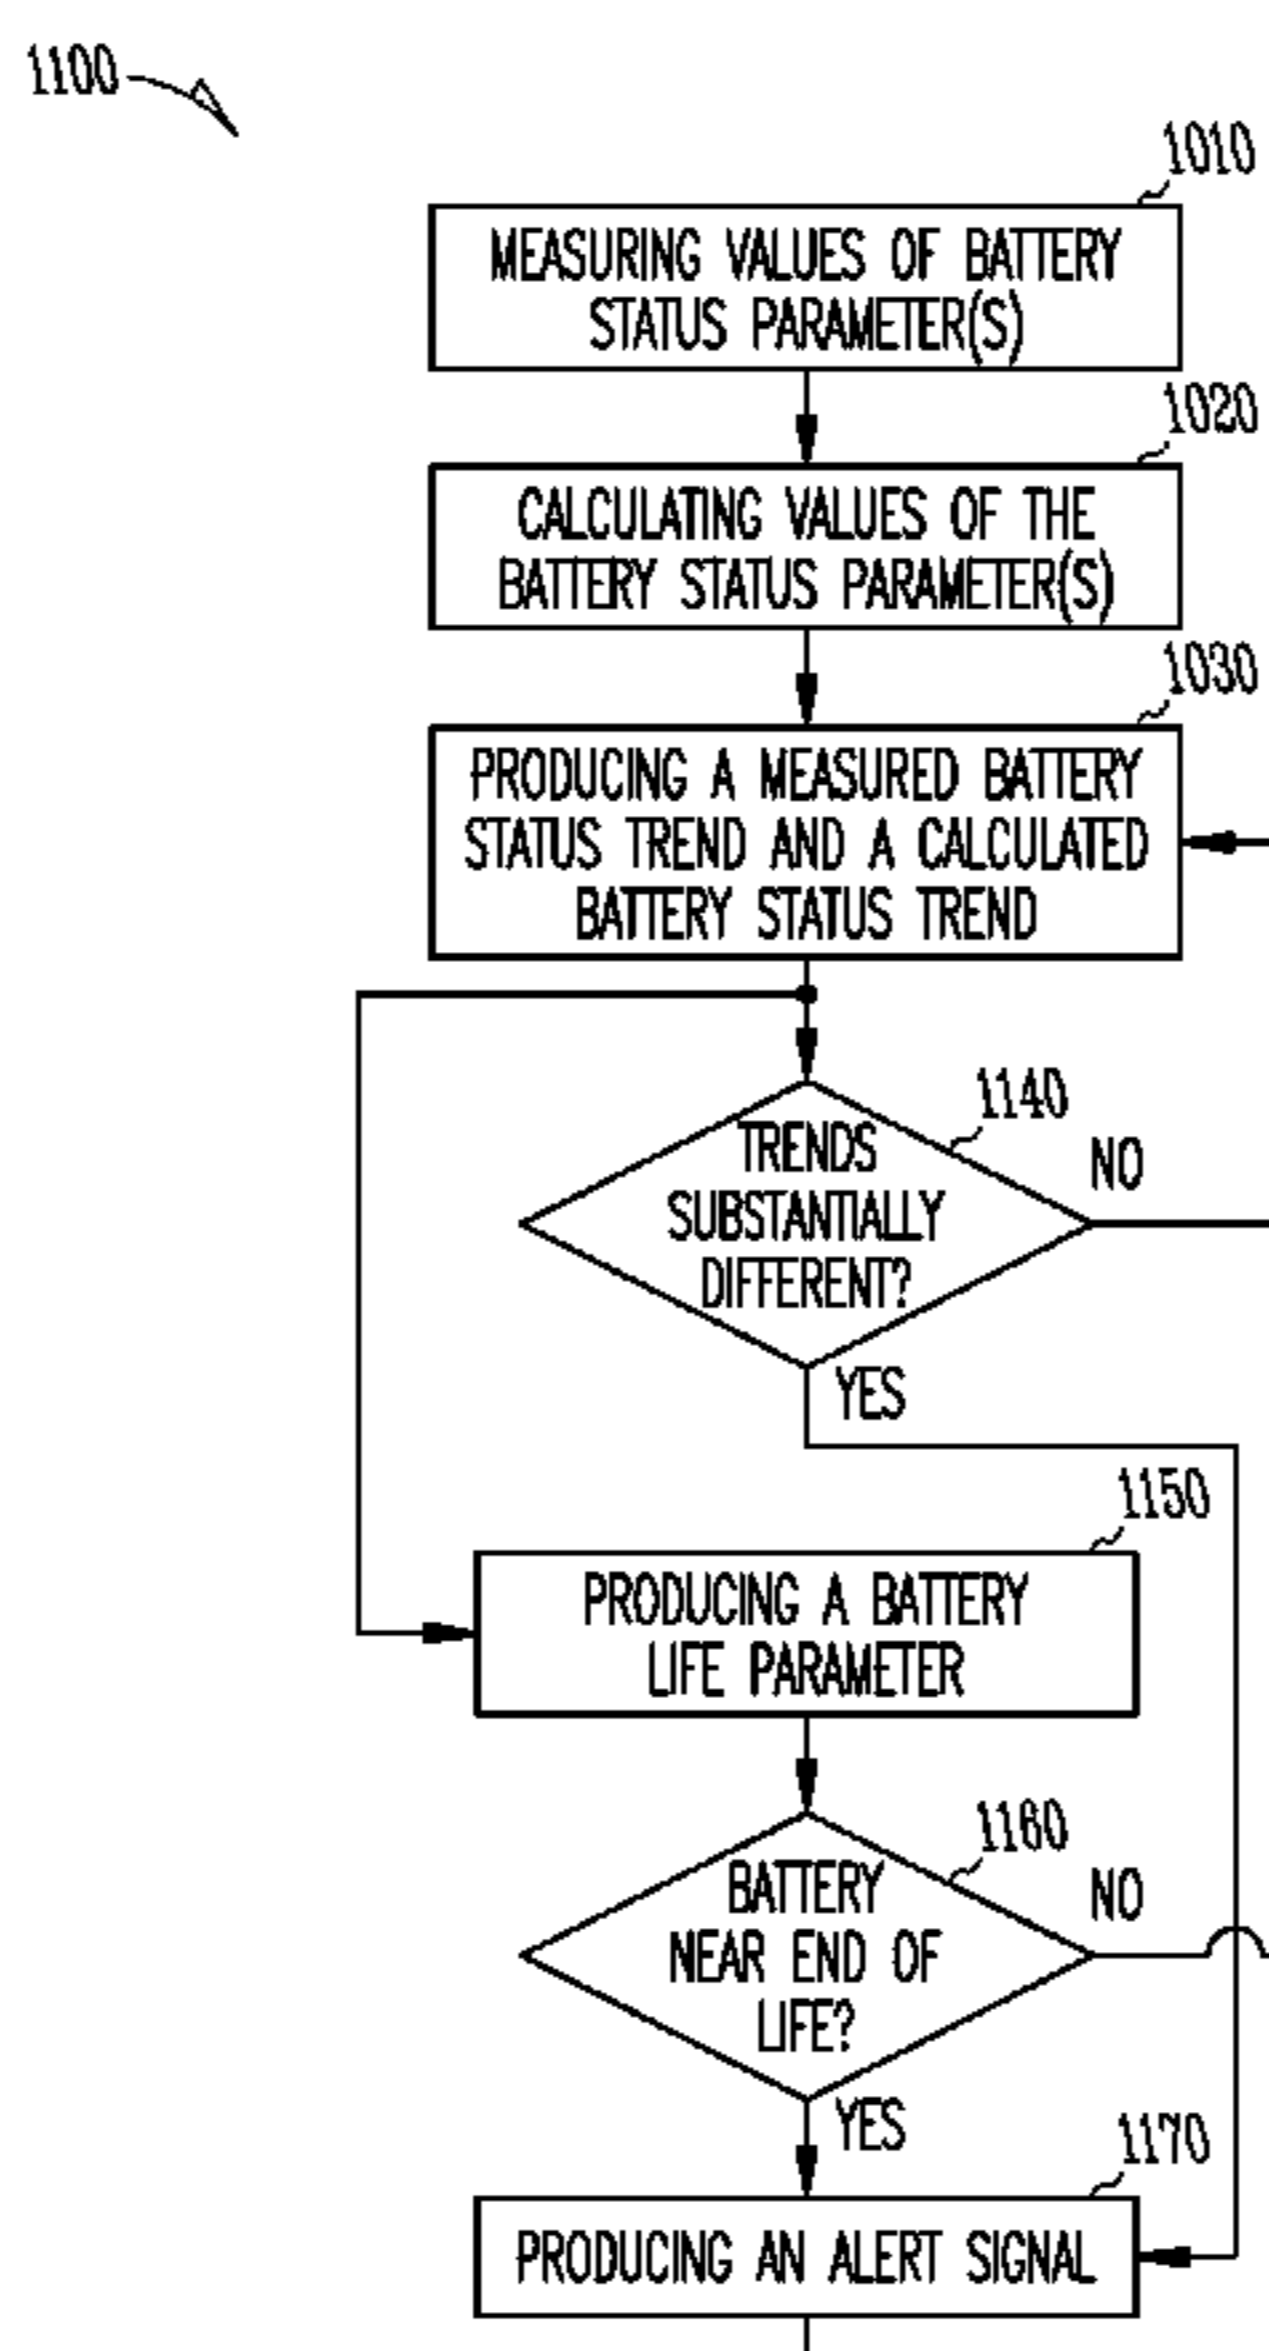 1100
1010
MEASURING VALUES OF BATTERY
STATUS PARAMETER(S)
1020
CALCULATING VALUES OF THE
BATTERY STATUS PARAMETER(S)
1030
PRODUCING A MEASURED BATTERY
STATUS TREND AND A CALCULATED
BATTERY STATUS TREND
1140
TRENDS
SUBSTANTIALLY
DIFFERENT?
NO
YES
1150
PRODUCING A BATTERY
LIFE PARAMETER
1160
BATTERY
NEAR END OF
LIFE?
NO
YES
1170
PRODUCING AN ALERT SIGNAL